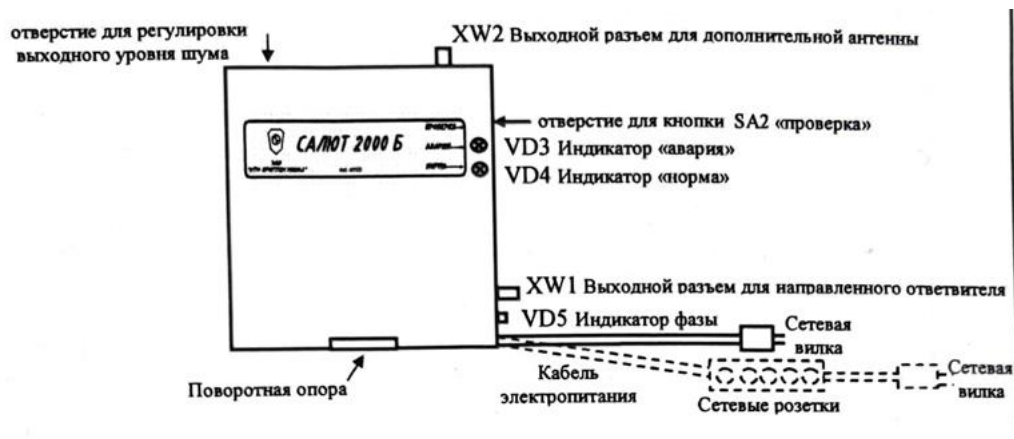 отверстие для регулировки
выходного уровня шума
XW2 Выходной разъем для дополнительной антенны
отверстие для кнопки SA2 «проверка»
САЛЮТ 2000 Б
VD3 Индикатор «авария»
VD4 Индикатор «норма»
XW1 Выходной разъем для направленного ответвителя
VD5 Индикатор фазы
Сетевая
вилка
Поворотная опора
Кабель
электропитания
Сетевые розетки
Сетевая
вилка